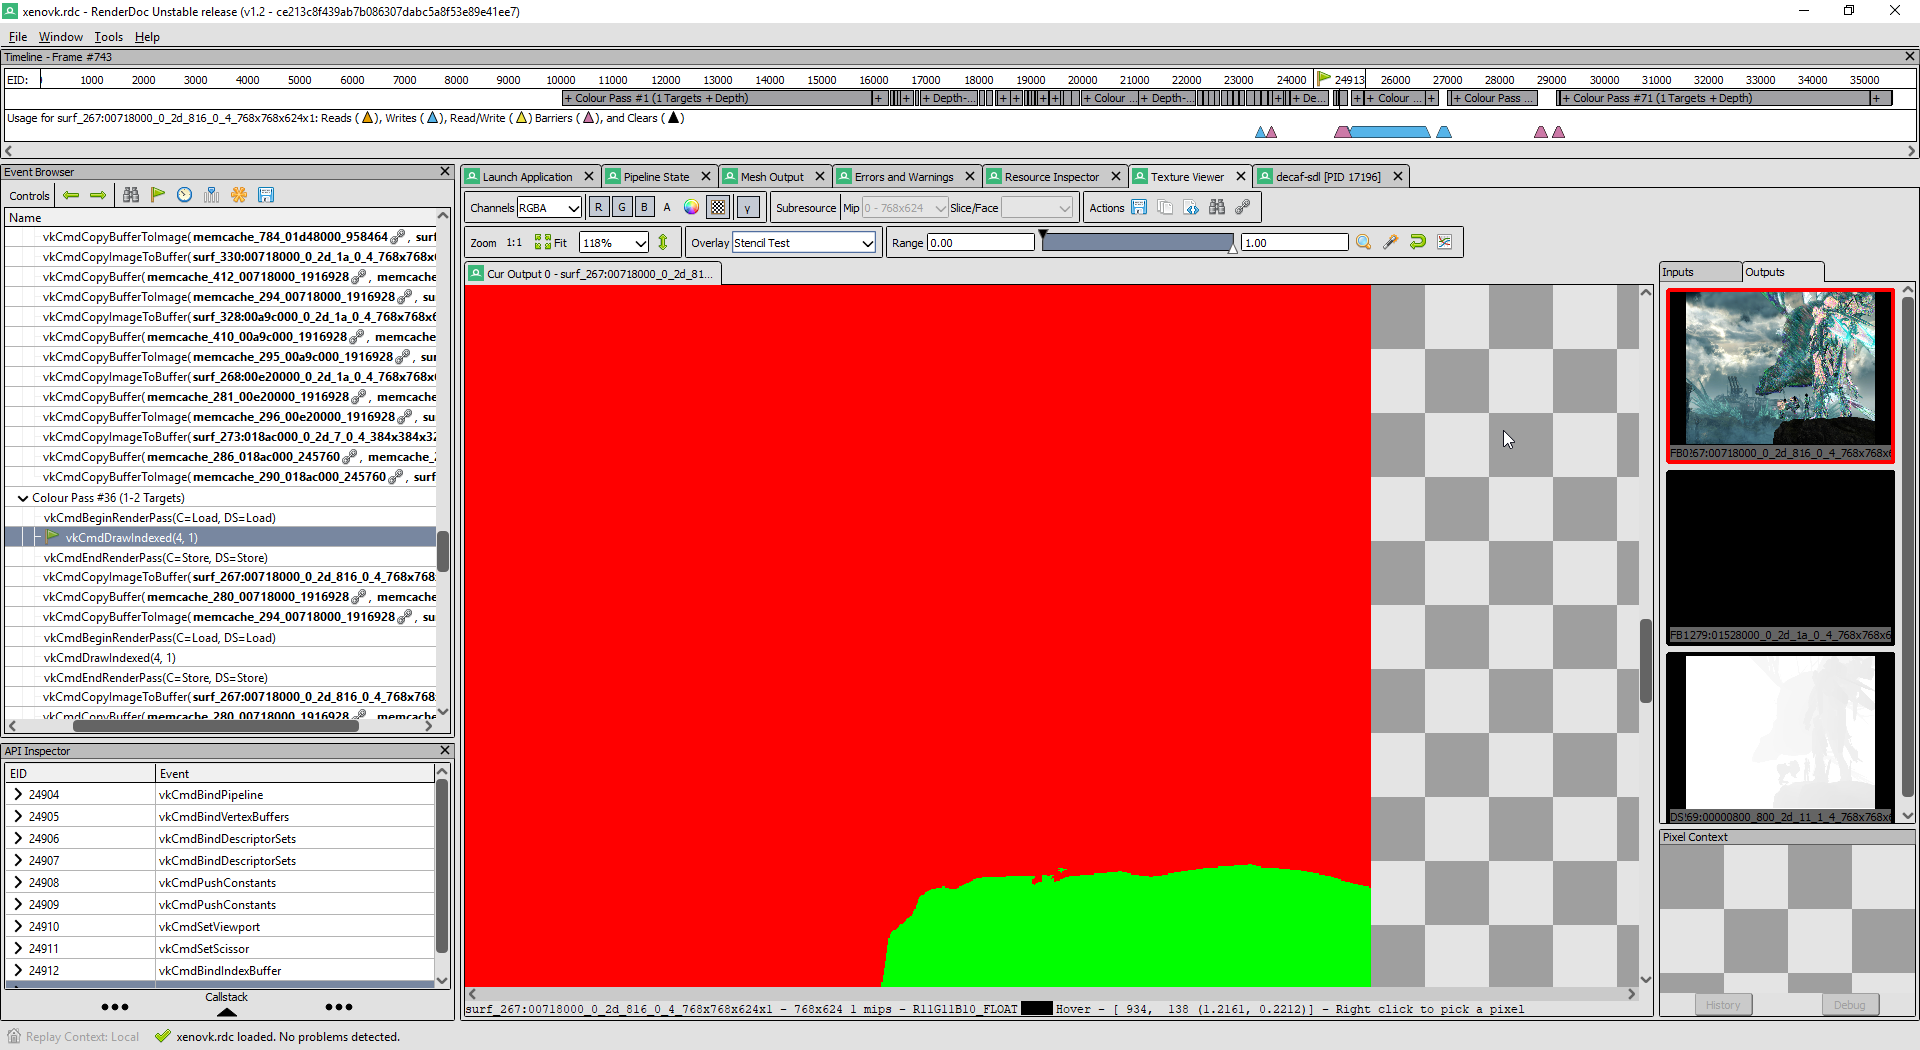 xenovk.rdc - RenderDoc Unstable release (v1.2 - ce213c8f439ab7b086307dabc5a8f53e89e41ee7)
File Window Tools Help
Timeline - Frame #743
EID: 1000 2000 3000 4000 5000 6000 7000 8000 9000 10000 11000 12000 13000 14000 15000 16000 17000 18000 19000 20000 21000 22000 23000 24000 24913 26000 27000 28000 29000 30000 31000 32000 33000 34000 35000
+ Colour Pass #1 (1 Targets + Depth) + + + Depth-... + + + + + Colour ... + Depth-... + + De... + + Colour ... + + Colour Pass ... + Colour Pass #71 (1 Targets + Depth) +
Usage for surf_267:00718000_0_2d_816_0_4_768x768x624x1: Reads ( ), Writes ( ), Read/Write ( ) Barriers ( ), and Clears ( )
Event Browser
Controls
Name
vkCmdCopyBufferToImage( memcache_784_01d48000_958464 , surf
vkCmdCopyImageToBuffer( surf_330:00718000_0_2d_1a_0_4_768x768x
vkCmdCopyBuffer( memcache_412_00718000_1916928 , memcache
vkCmdCopyBufferToImage( memcache_294_00718000_1916928 , su
vkCmdCopyImageToBuffer( surf_328:00a9c000_0_2d_1a_0_4_768x768x6
vkCmdCopyBuffer( memcache_410_00a9c000_1916928 , memcache
vkCmdCopyBufferToImage( memcache_295_00a9c000_1916928 , su
vkCmdCopyImageToBuffer( surf_268:00e20000_0_2d_1a_0_4_768x768x
vkCmdCopyBuffer( memcache_281_00e20000_1916928 , memcache
vkCmdCopyBufferToImage( memcache_296_00e20000_1916928 , su
vkCmdCopyImageToBuffer( surf_273:018ac000_0_2d_7_0_4_384x384x32
vkCmdCopyBuffer( memcache_286_018ac000_245760 , memcache_
vkCmdCopyBufferToImage( memcache_290_018ac000_245760 , surf
Colour Pass #36 (1-2 Targets)
vkCmdBeginRenderPass(C=Load, DS=Load)
vkCmdDrawIndexed(4, 1)
vkCmdEndRenderPass(C=Store, DS=Store)
vkCmdCopyImageToBuffer( surf_267:00718000_0_2d_816_0_4_768x768
vkCmdCopyBuffer( memcache_280_00718000_1916928 , memcache
vkCmdCopyBufferToImage( memcache_294_00718000_1916928 , su
vkCmdBeginRenderPass(C=Load, DS=Load)
vkCmdDrawIndexed(4, 1)
vkCmdEndRenderPass(C=Store, DS=Store)
vkCmdCopyImageToBuffer( surf_267:00718000_0_2d_816_0_4_768x768
vkCmdCopyBuffer( memcache_280_00718000_1916928 , memcache
API Inspector
EID Event
24904 vkCmdBindPipeline
24905 vkCmdBindVertexBuffers
24906 vkCmdBindDescriptorSets
24907 vkCmdBindDescriptorSets
24908 vkCmdPushConstants
24909 vkCmdPushConstants
24910 vkCmdSetViewport
24911 vkCmdSetScissor
24912 vkCmdBindIndexBuffer
Callstack
Replay Context: Local xenovk.rdc loaded. No problems detected.
Launch Application Pipeline State Mesh Output Errors and Warnings Resource Inspector Texture Viewer decaf-sdl [PID 17196]
Channels RGBA R G B A γ Subresource Mip 0 - 768x624 Slice/Face Actions
Zoom 1:1 Fit 118% Overlay Stencil Test Range 0.00 1.00
Cur Output 0 - surf_267:00718000_0_2d_81...
surf_267:00718000_0_2d_816_0_4_768x768x624x1 - 768x624 1 mips - R11G11B10_FLOAT Hover - [ 934, 138 (1.2161, 0.2212)] - Right click to pick a pixel
Inputs Outputs
FB1279:01528000_0_2d_1a_0_4_768x768x6
Pixel Context
History Debug